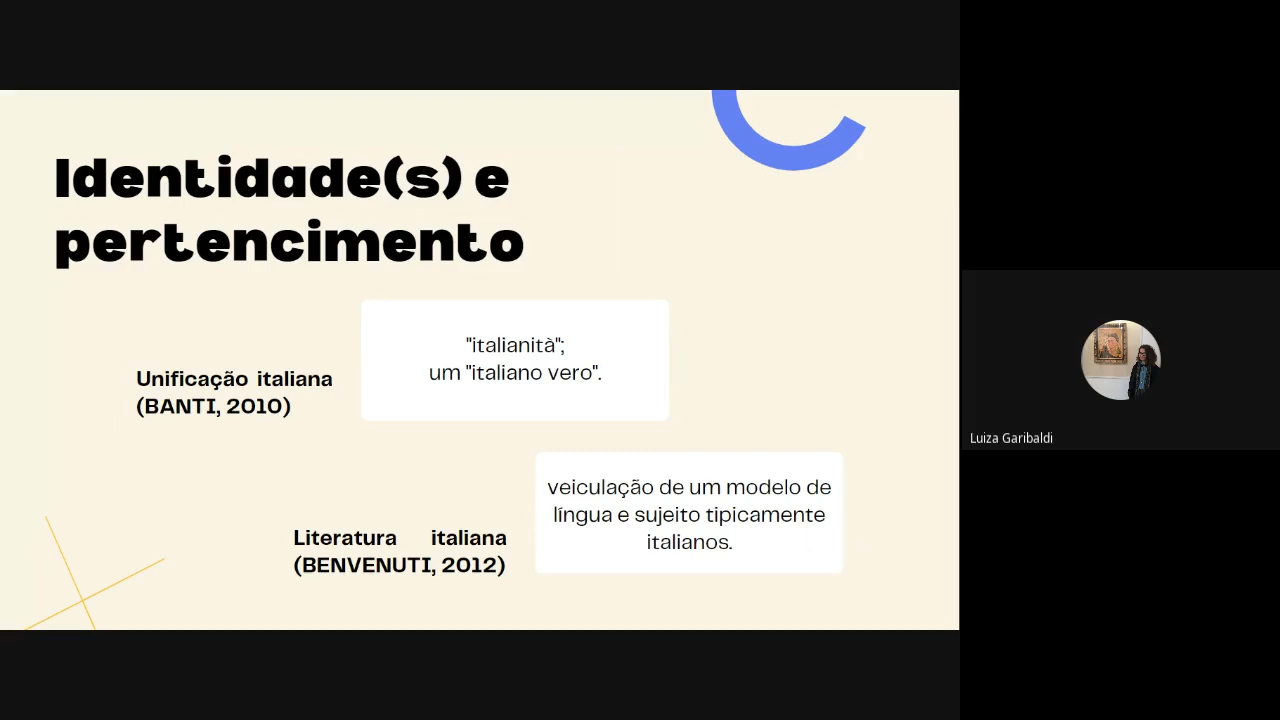 Identidade(s) e
pertencimento
"italianità";
um "italiano vero".
Unificação italiana
(BANTI, 2010)
veiculação de um modelo de
língua e sujeito tipicamente
italianos.
Literatura italiana
(BENVENUTI, 2012)
Luiza Garibaldi